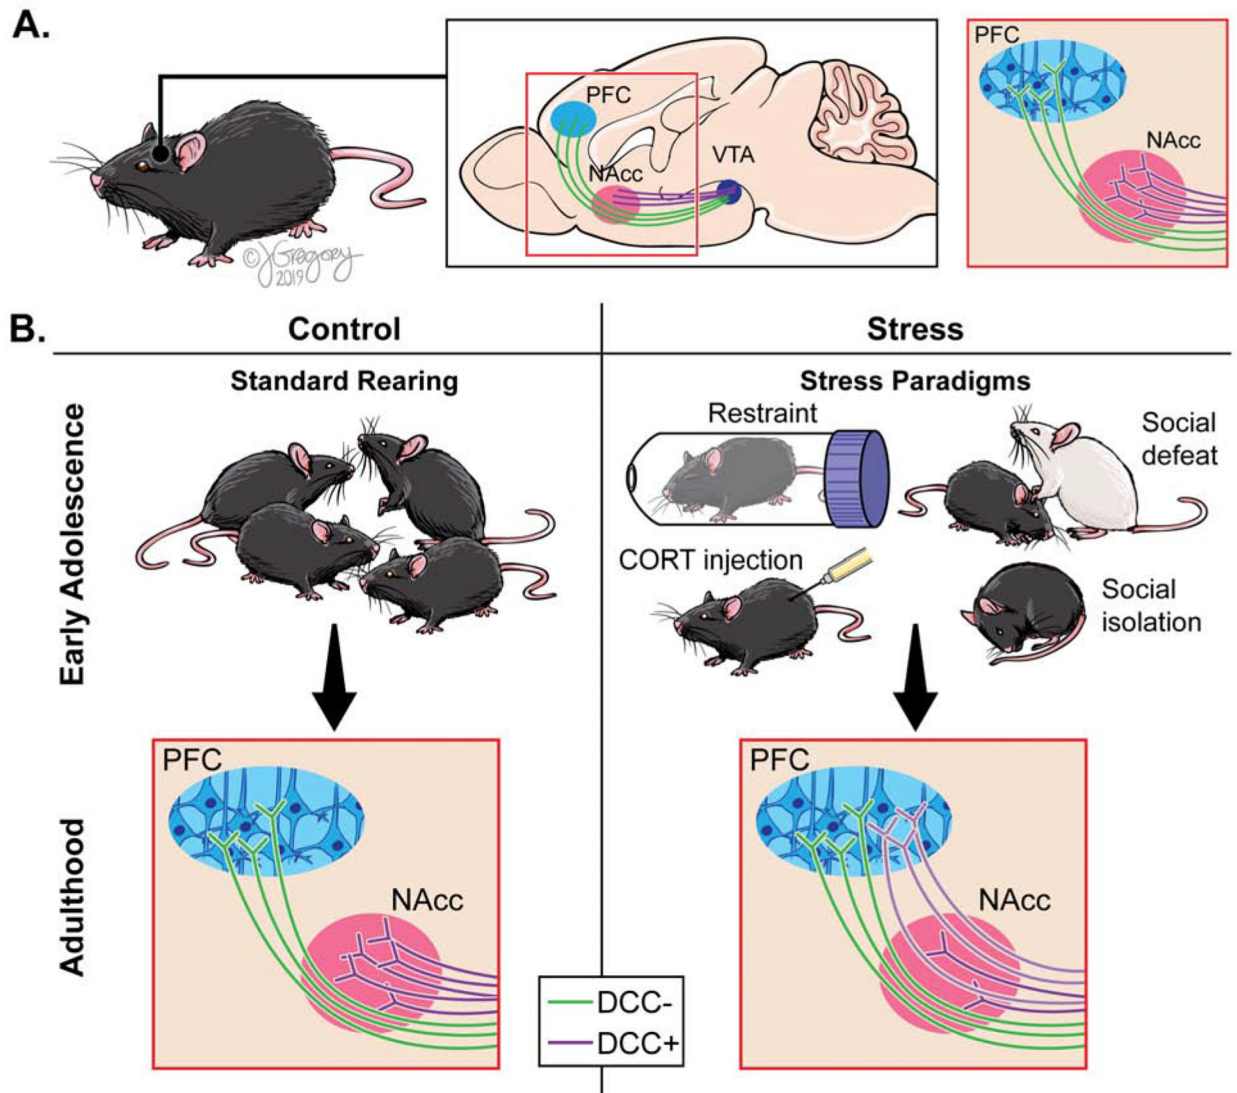 A.
PFC
NAcc
VTA
PFC
NAcc
© JGregory
2019
B.
Control
Stress
Early Adolescence
Standard Rearing
Stress Paradigms
Restraint
Social
defeat
CORT injection
Social
isolation
Adulthood
PFC
NAcc
PFC
NAcc
DCC-
DCC+